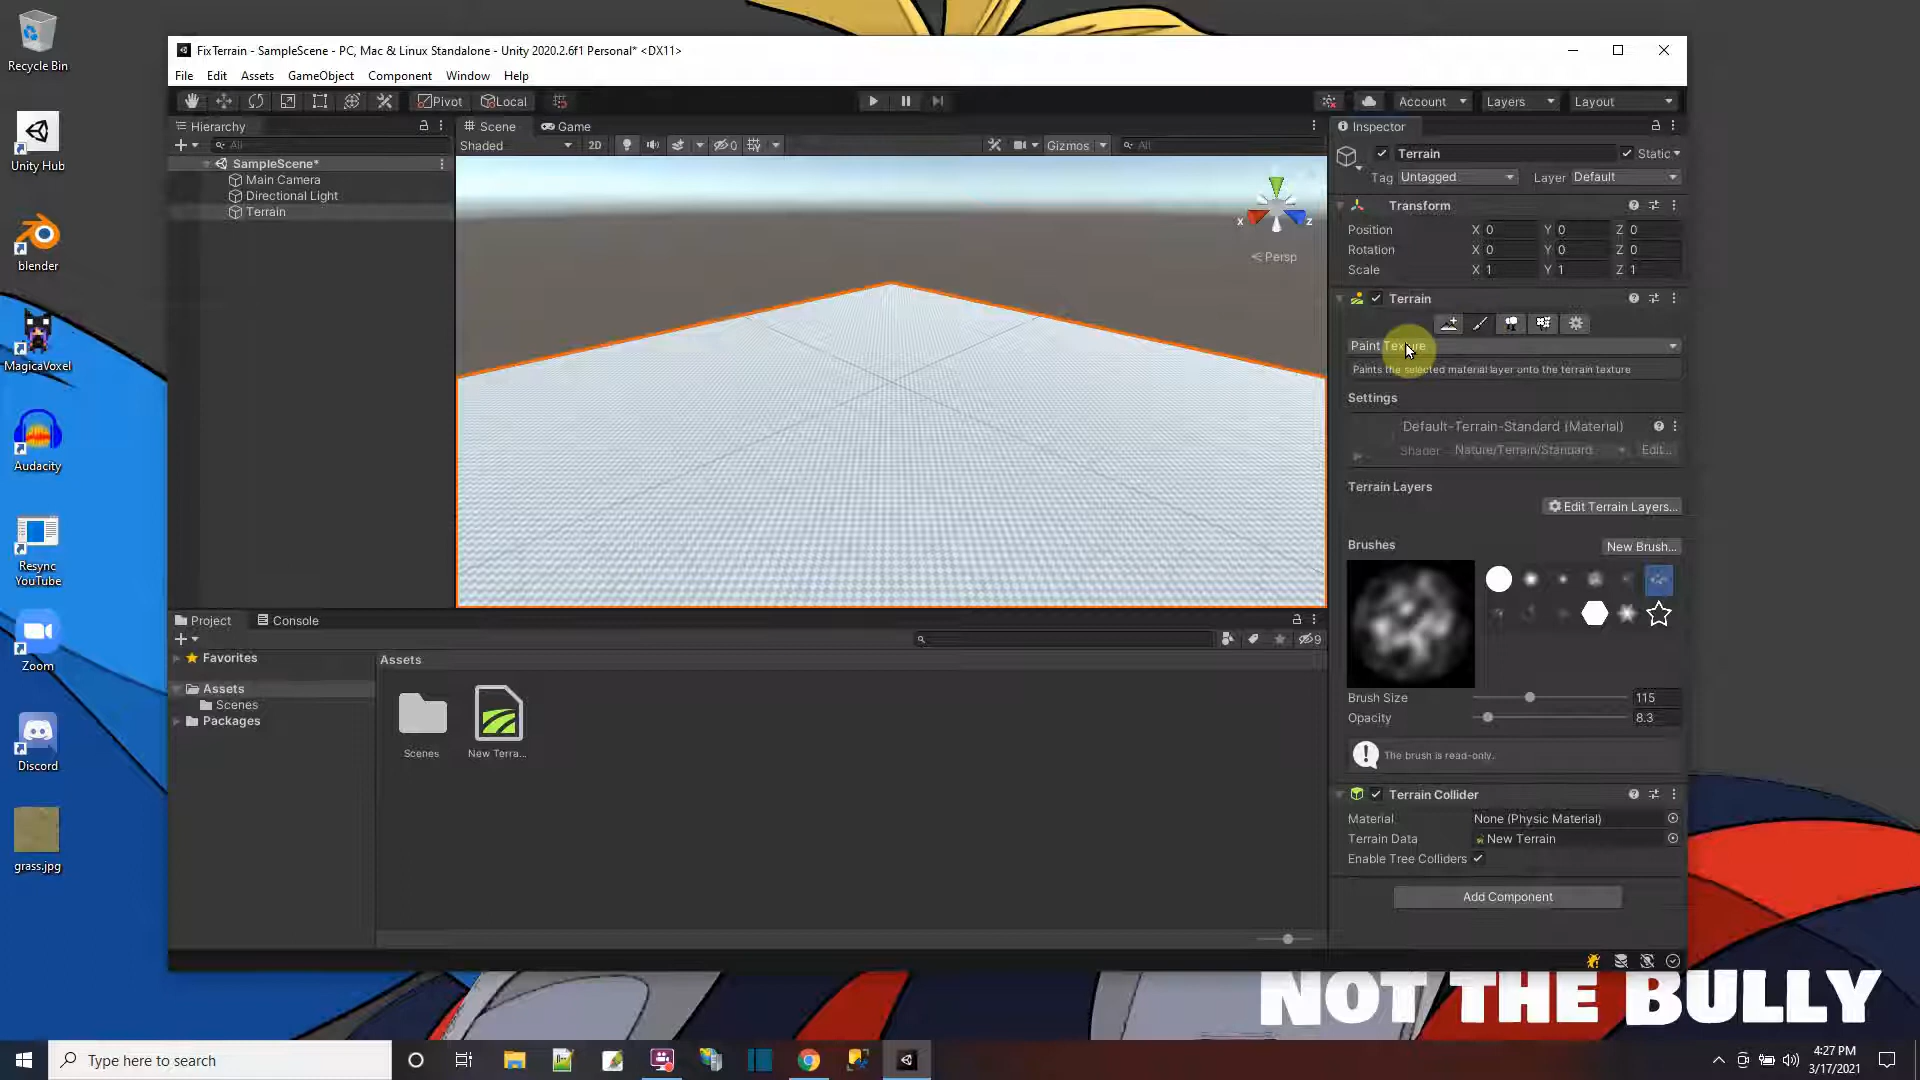 Recycle Bin
Unity Hub
blender
MagicaVoxel
Audacity
Resync
YouTube
Zoom
Discord
grass.jpg
FixTerrain - SampleScene - PC, Mac & Linux Standalone - Unity 2020.2.6f1 Personal* <DX11>
File Edit Assets GameObject Component Window Help
Pivot Local Account Layers Layout
Hierarchy
All
SampleScene*
Main Camera
Directional Light
Terrain
Scene Game
Shaded 2D 0 Gizmos All
x z
Persp
Inspector
Terrain Static
Tag Untagged Layer Default
Transform
Position X 0 Y 0 Z 0
Rotation X 0 Y 0 Z 0
Scale X 1 Y 1 Z 1
Terrain
Paint Texture
Paints the selected material layer onto the terrain texture
Settings
Default-Terrain-Standard (Material)
Shader Nature/Terrain/Standard Edit...
Terrain Layers
Edit Terrain Layers...
Brushes New Brush...
Brush Size 115
Opacity 8.3
The brush is read-only.
Terrain Collider
Material None (Physic Material)
Terrain Data New Terrain
Enable Tree Colliders
Add Component
Project Console
9
Favorites
Assets
Scenes
Packages
Assets
Scenes
New Terra...
NOT THE BULLY
Type here to search
4:27 PM
3/17/2021